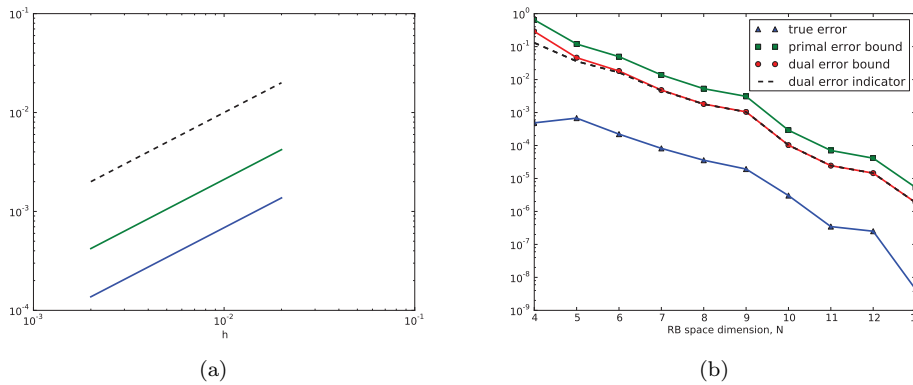 10^-1
10^-2
10^-3
10^-4
10^-3
10^-2
10^-1
h
(a)
10^0
10^-1
10^-2
10^-3
10^-4
10^-5
10^-6
10^-7
10^-8
10^-9
4 5 6 7 8 9 10 11 12
RB space dimension, N
true error
primal error bound
dual error bound
dual error indicator
(b)